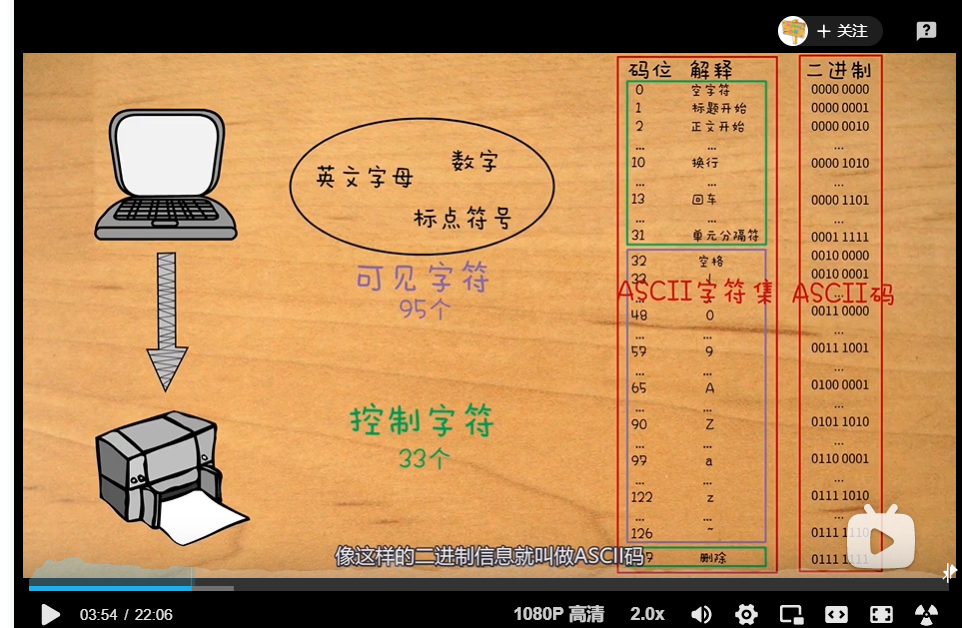 + 关注
?
码位 解释 二进制
0 空字符 0000 0000
1 标题开始 0000 0001
2 正文开始 0000 0010
... ... ...
10 换行 0000 1010
... ... ...
13 回车 0000 1101
... ... ...
31 单元分隔符 0001 1111
32 空格 0010 0000
33 0010 0001
ASCII字符集 ASCII码
48 0 0011 0000
... ... ...
57 9 0011 1001
... ... ...
65 A 0100 0001
... ... ...
90 Z 0101 1010
... ... ...
97 a 0110 0001
... ... ...
122 z 0111 1010
... ... ...
126 ~ 0111 1110
删除 0111 1111
数字
英文字母
标点符号
可见字符
95个
控制字符
33个
像这样的二进制信息就叫做ASCII码
03:54 / 22:06
1080P 高清
2.0x